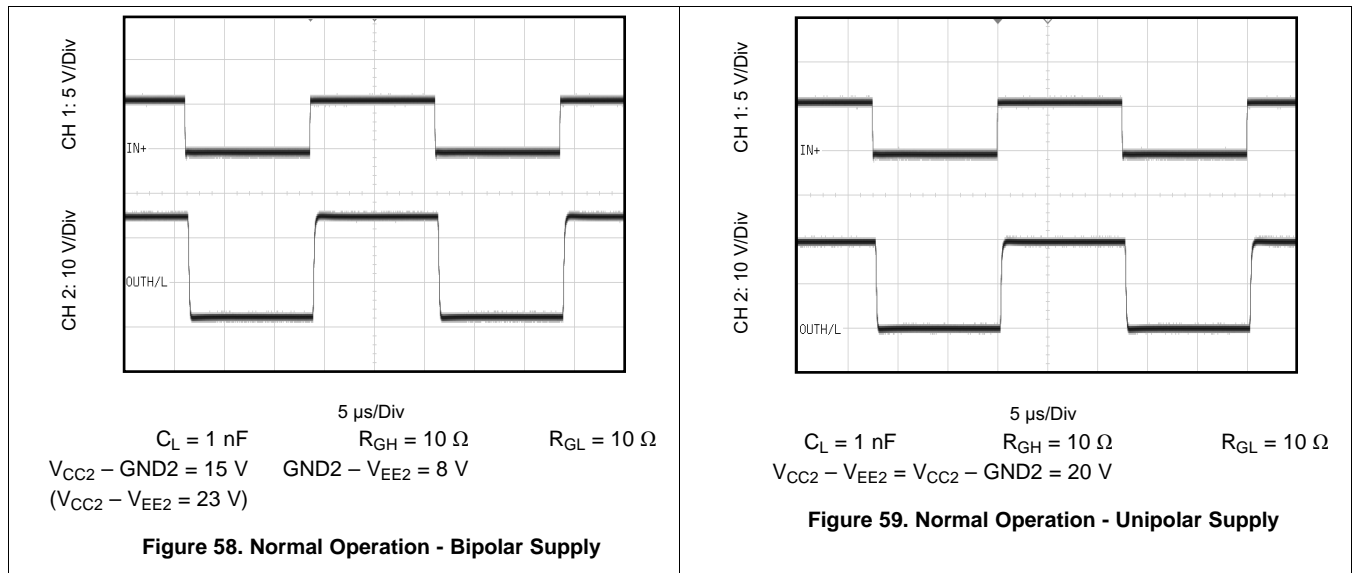 CH 1: 5 V/Div
IN+
CH 2: 10 V/Div
OUTH/L
5 µs/Div
C_L = 1 nF R_GH = 10 Ω R_GL = 10 Ω
V_CC2 – GND2 = 15 V GND2 – V_EE2 = 8 V
(V_CC2 – V_EE2 = 23 V)
Figure 58. Normal Operation - Bipolar Supply
CH 1: 5 V/Div
IN+
CH 2: 10 V/Div
OUTH/L
5 µs/Div
C_L = 1 nF R_GH = 10 Ω R_GL = 10 Ω
V_CC2 – V_EE2 = V_CC2 – GND2 = 20 V
Figure 59. Normal Operation - Unipolar Supply